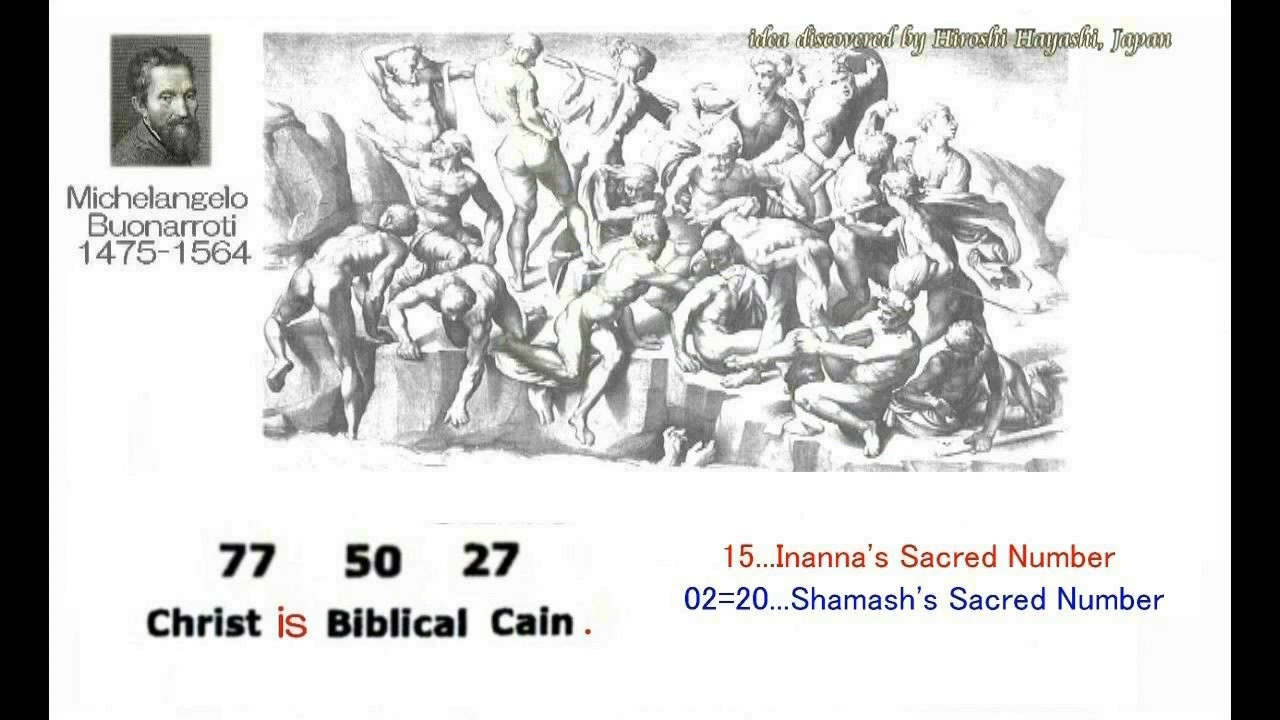 idea discovered by Hiroshi Hayashi, Japan
Michelangelo
Buonarroti
1475-1564
77 50 27
Christ is Biblical Cain .
15...Inanna's Sacred Number
02=20...Shamash's Sacred Number